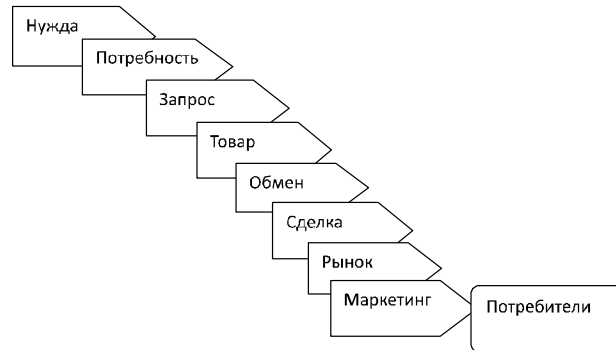 Нужда
Потребность
Запрос
Товар
Обмен
Сделка
Рынок
Маркетинг
Потребители